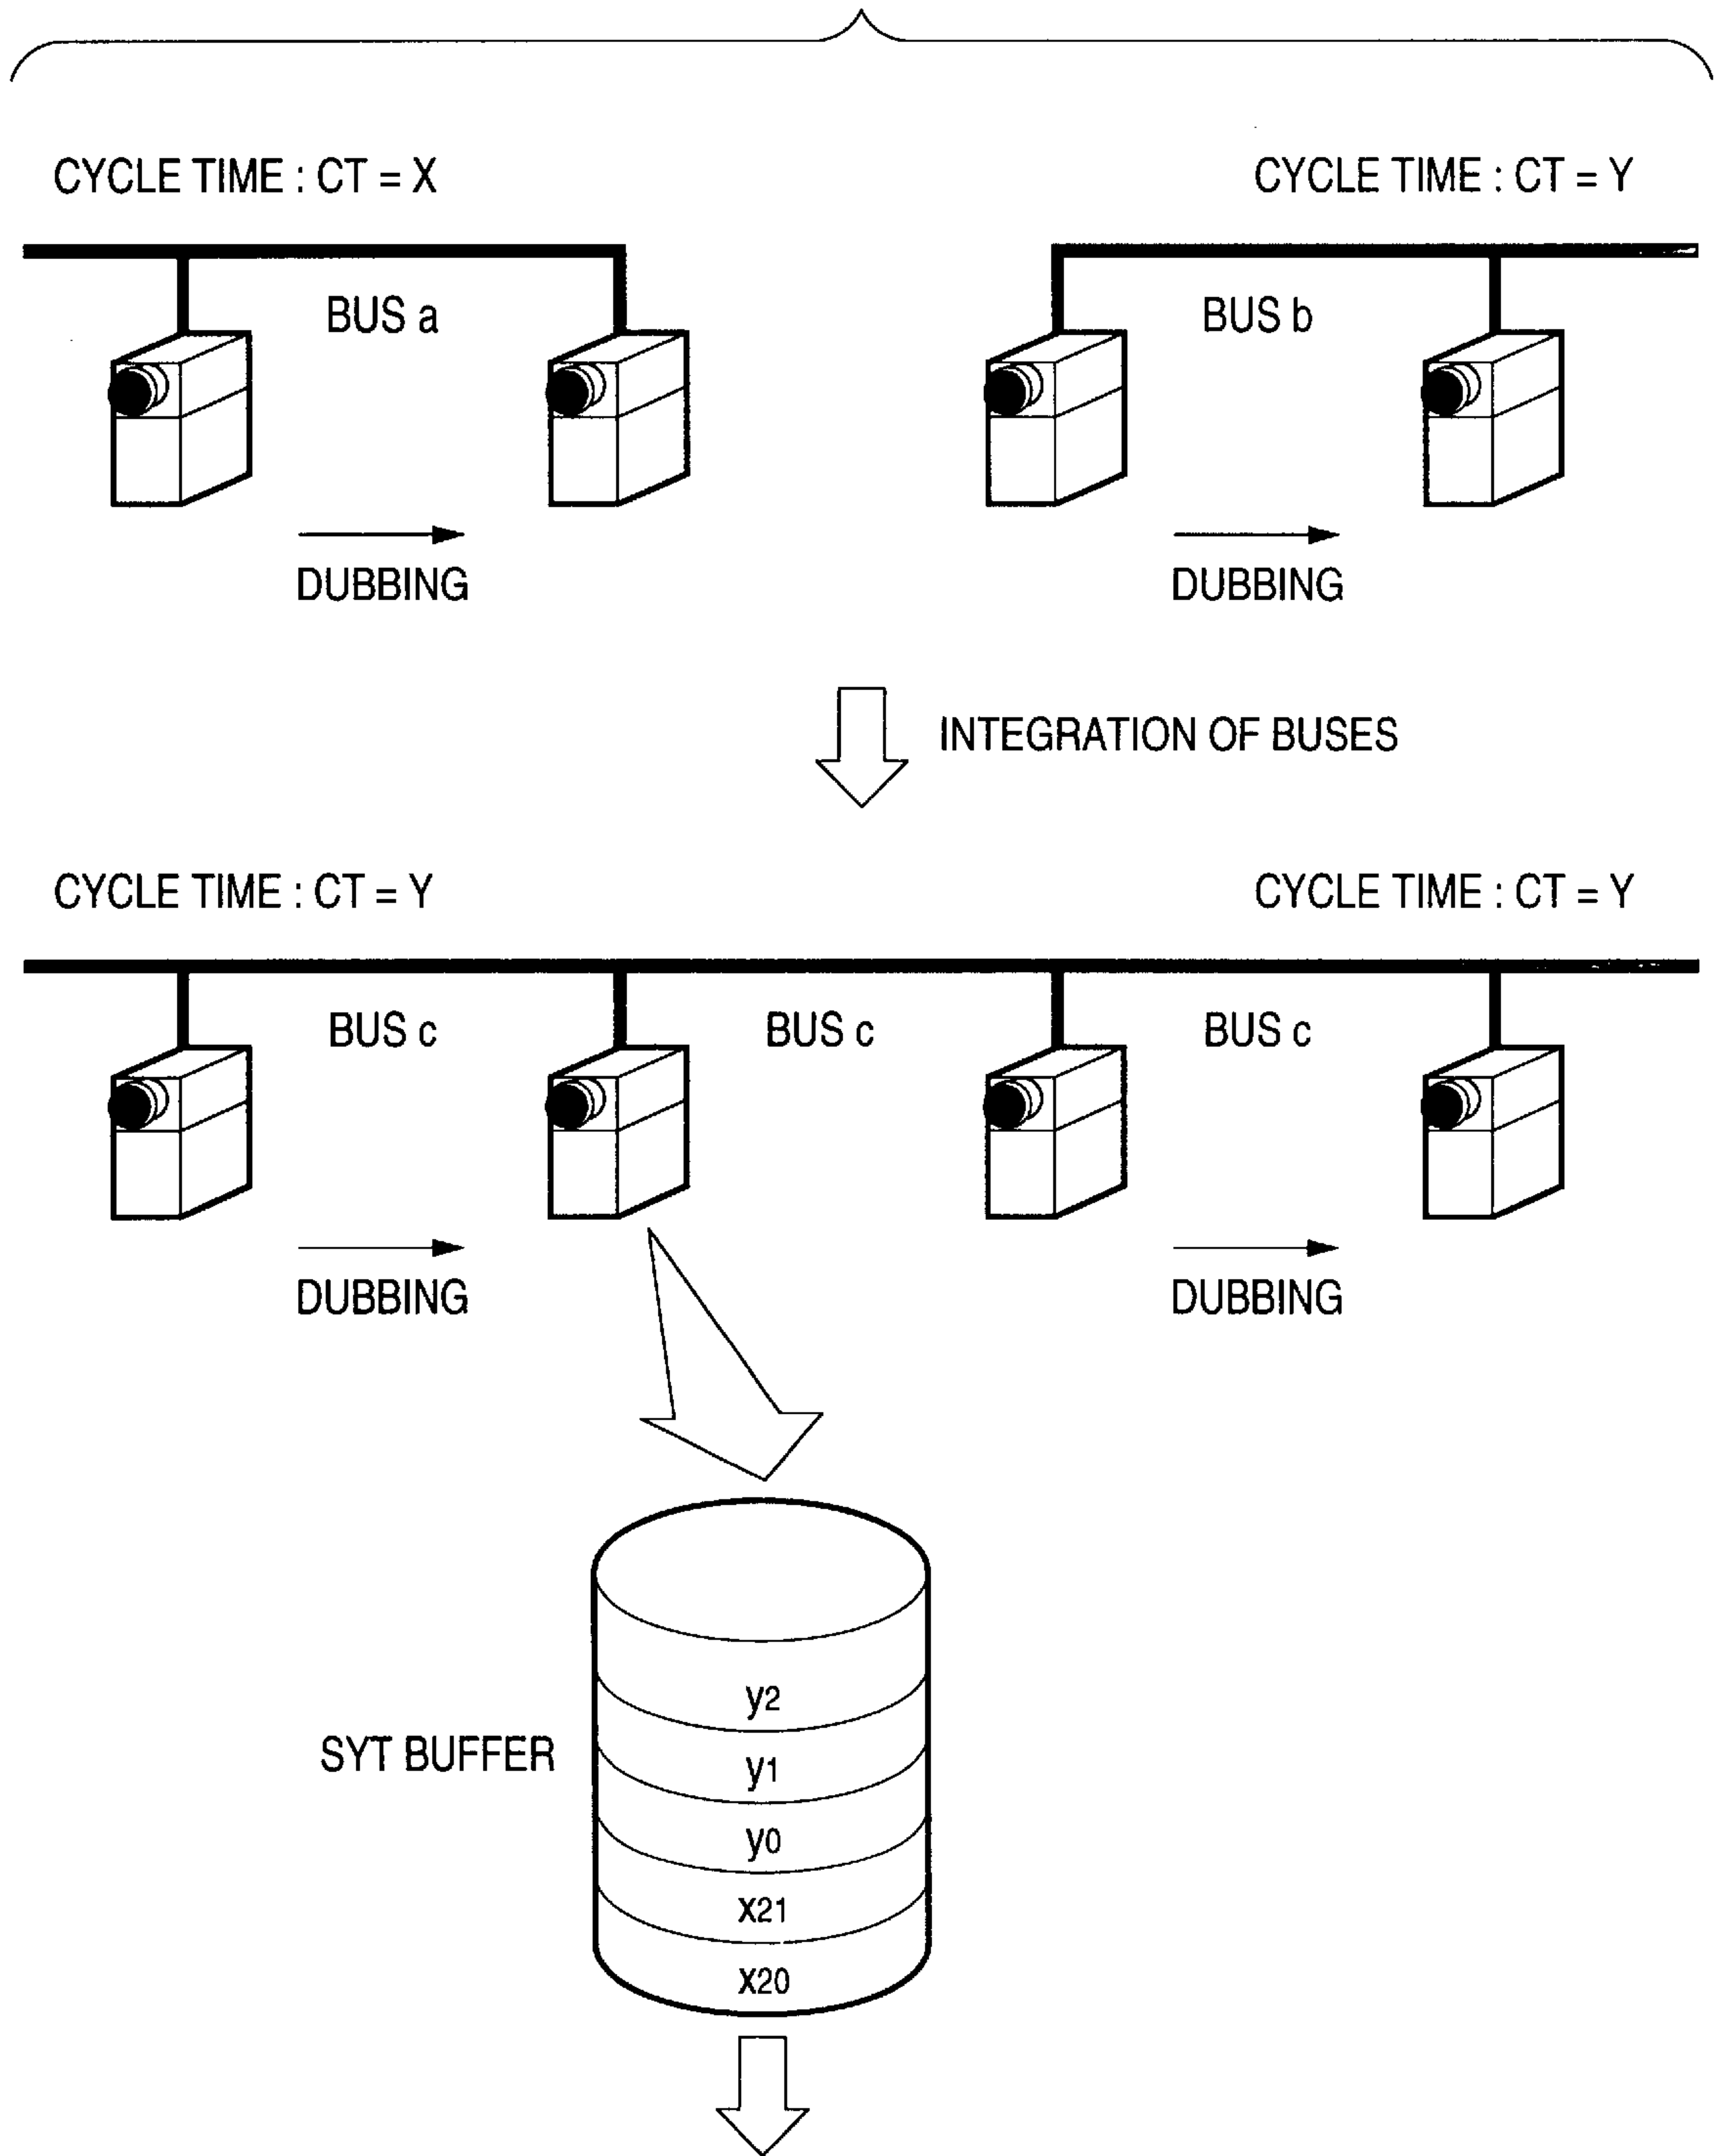 CYCLE TIME : CT = X
CYCLE TIME : CT = Y
BUS a
BUS b
DUBBING
DUBBING
INTEGRATION OF BUSES
CYCLE TIME : CT = Y
CYCLE TIME : CT = Y
BUS c
BUS c
BUS c
DUBBING
DUBBING
SYT BUFFER
y2
y1
y0
x21
x20